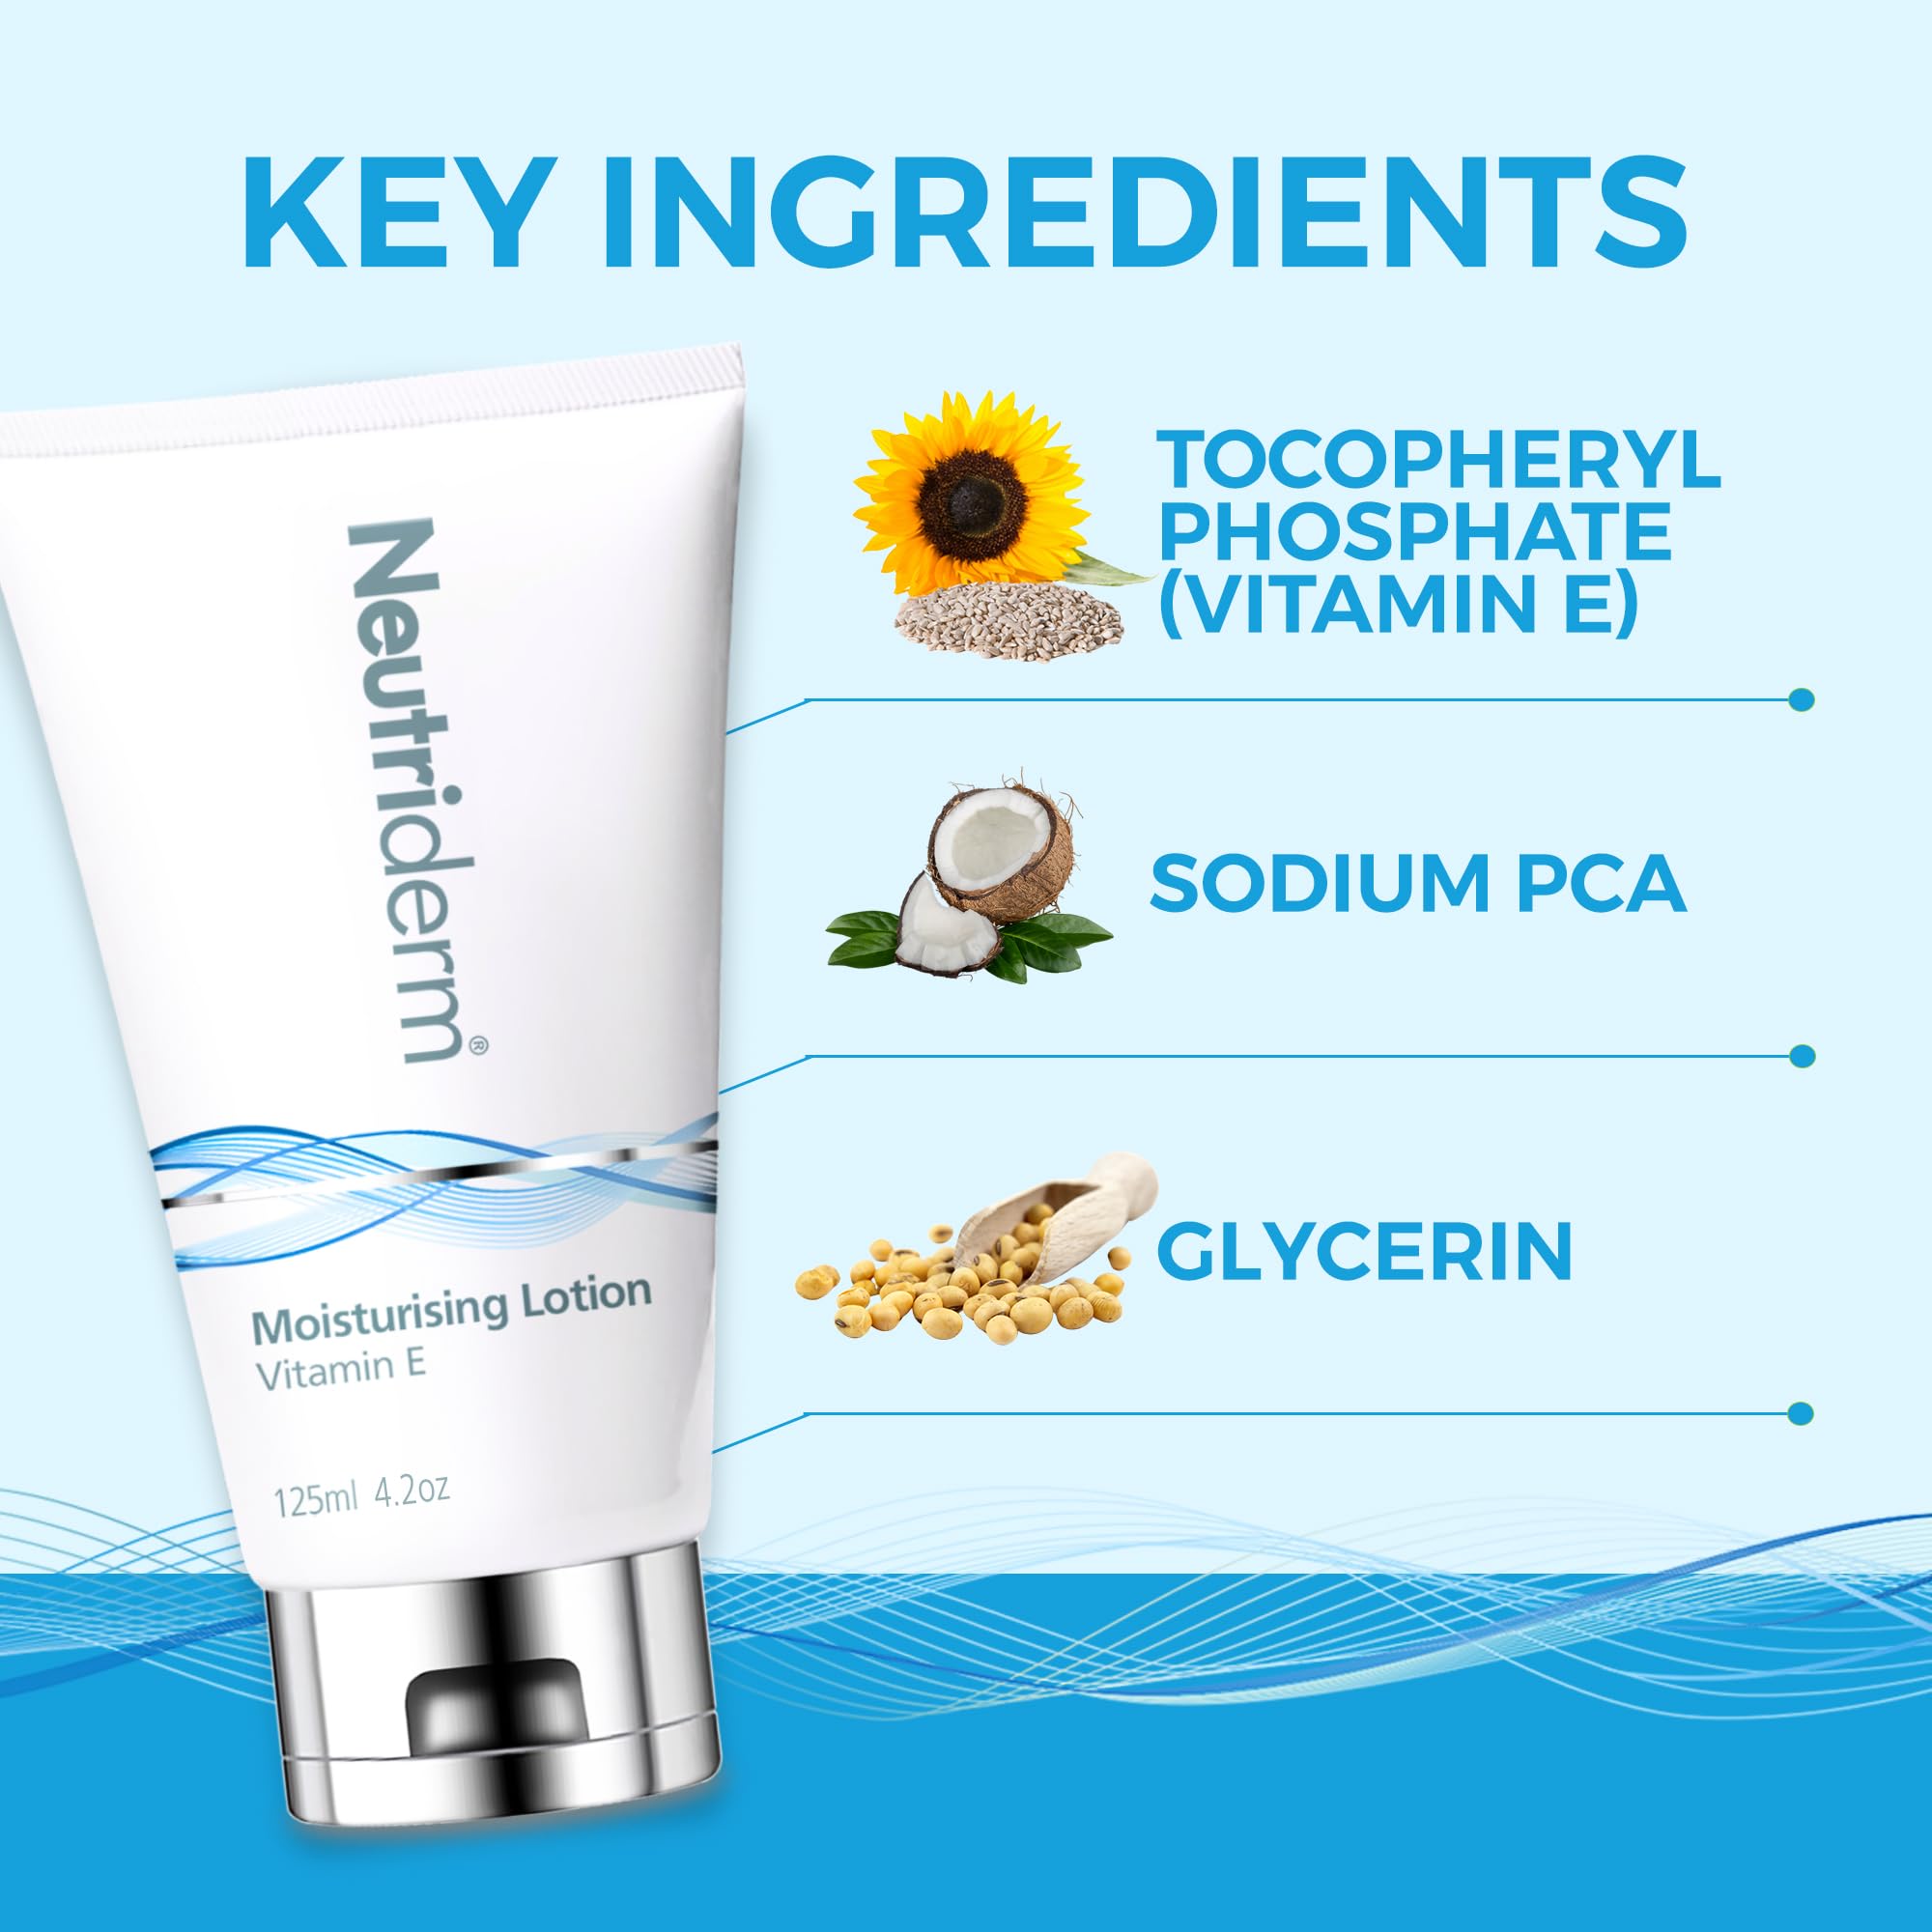 KEY INGREDIENTS
Neutriderm®
Moisturising Lotion
Vitamin E
125ml 4.2oz
TOCOPHERYL
PHOSPHATE
(VITAMIN E)
SODIUM PCA
GLYCERIN